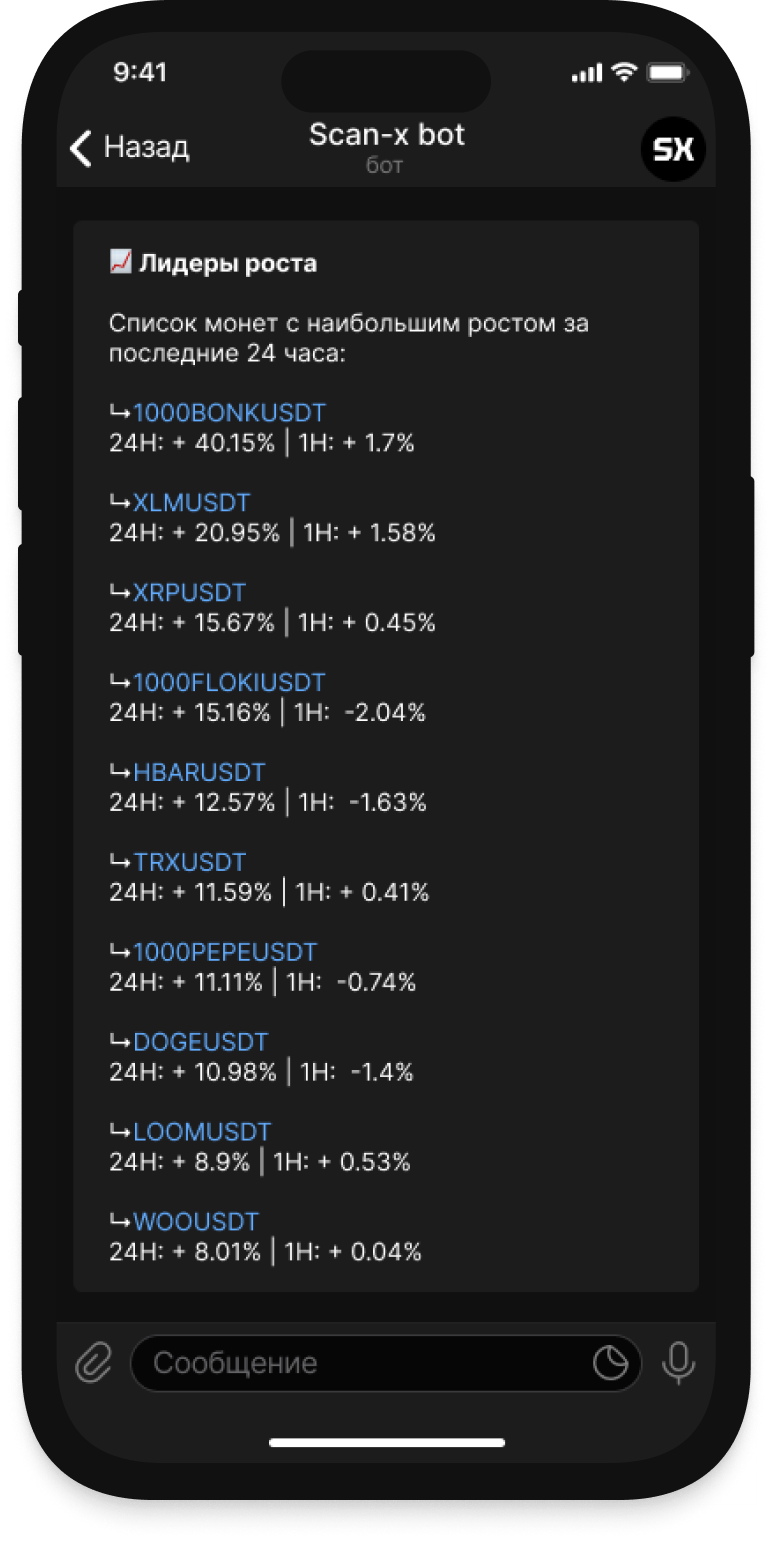 9:41
Назад
Scan-x bot
бот
SX
📈 Лидеры роста
Список монет с наибольшим ростом за
последние 24 часа:
↳1000BONKUSDT
24H: + 40.15% | 1H: + 1.7%
↳XLMUSDT
24H: + 20.95% | 1H: + 1.58%
↳XRPUSDT
24H: + 15.67% | 1H: + 0.45%
↳1000FLOKIUSDT
24H: + 15.16% | 1H:  -2.04%
↳HBARUSDT
24H: + 12.57% | 1H:  -1.63%
↳TRXUSDT
24H: + 11.59% | 1H: + 0.41%
↳1000PEPEUSDT
24H: + 11.11% | 1H:  -0.74%
↳DOGEUSDT
24H: + 10.98% | 1H:  -1.4%
↳LOOMUSDT
24H: + 8.9% | 1H: + 0.53%
↳WOOUSDT
24H: + 8.01% | 1H: + 0.04%
Сообщение